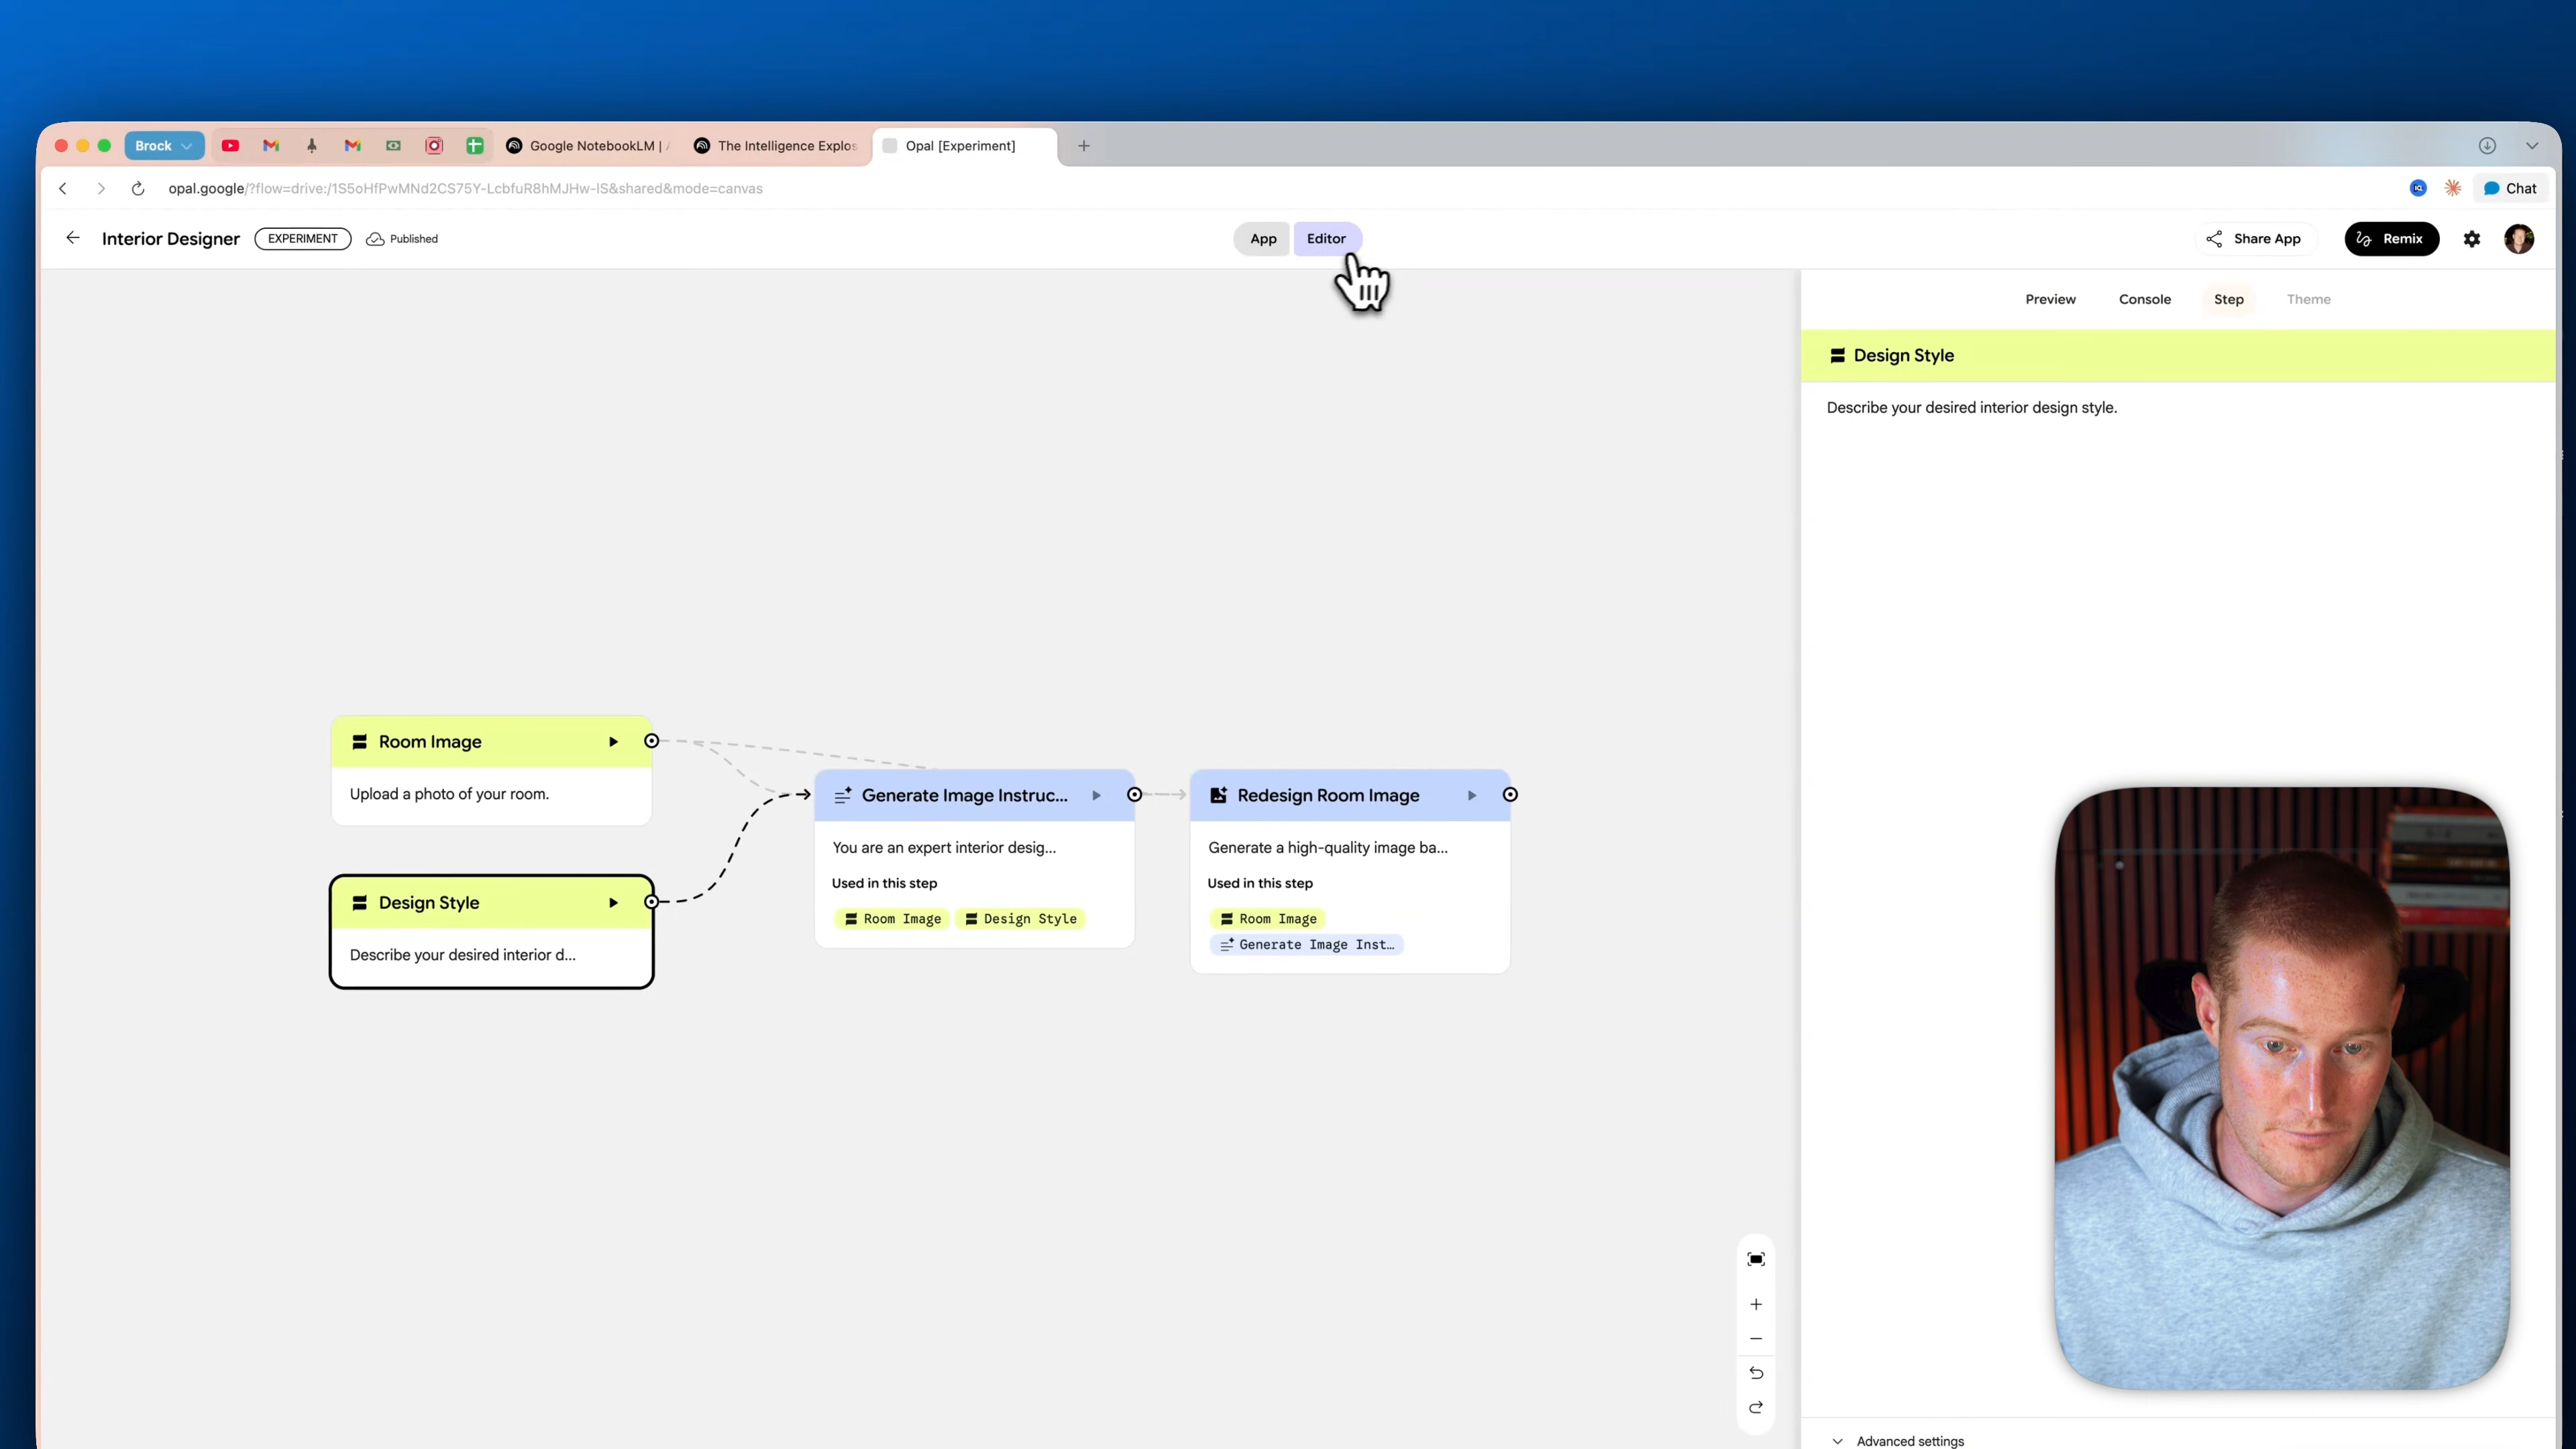 Brock
Google NotebookLM | A
The Intelligence Explos
Opal [Experiment]
opal.google/?flow=drive:/1S5oHfPwMNd2CS75Y-LcbfuR8hMJHw-lS&shared&mode=canvas
Chat
Interior Designer
EXPERIMENT
Published
App
Editor
Share App
Remix
Preview
Console
Step
Theme
Design Style
Describe your desired interior design style.
Room Image
Upload a photo of your room.
Design Style
Describe your desired interior d...
Generate Image Instruc...
You are an expert interior desig...
Used in this step
Room Image
Design Style
Redesign Room Image
Generate a high-quality image ba...
Used in this step
Room Image
Generate Image Inst...
Advanced settings